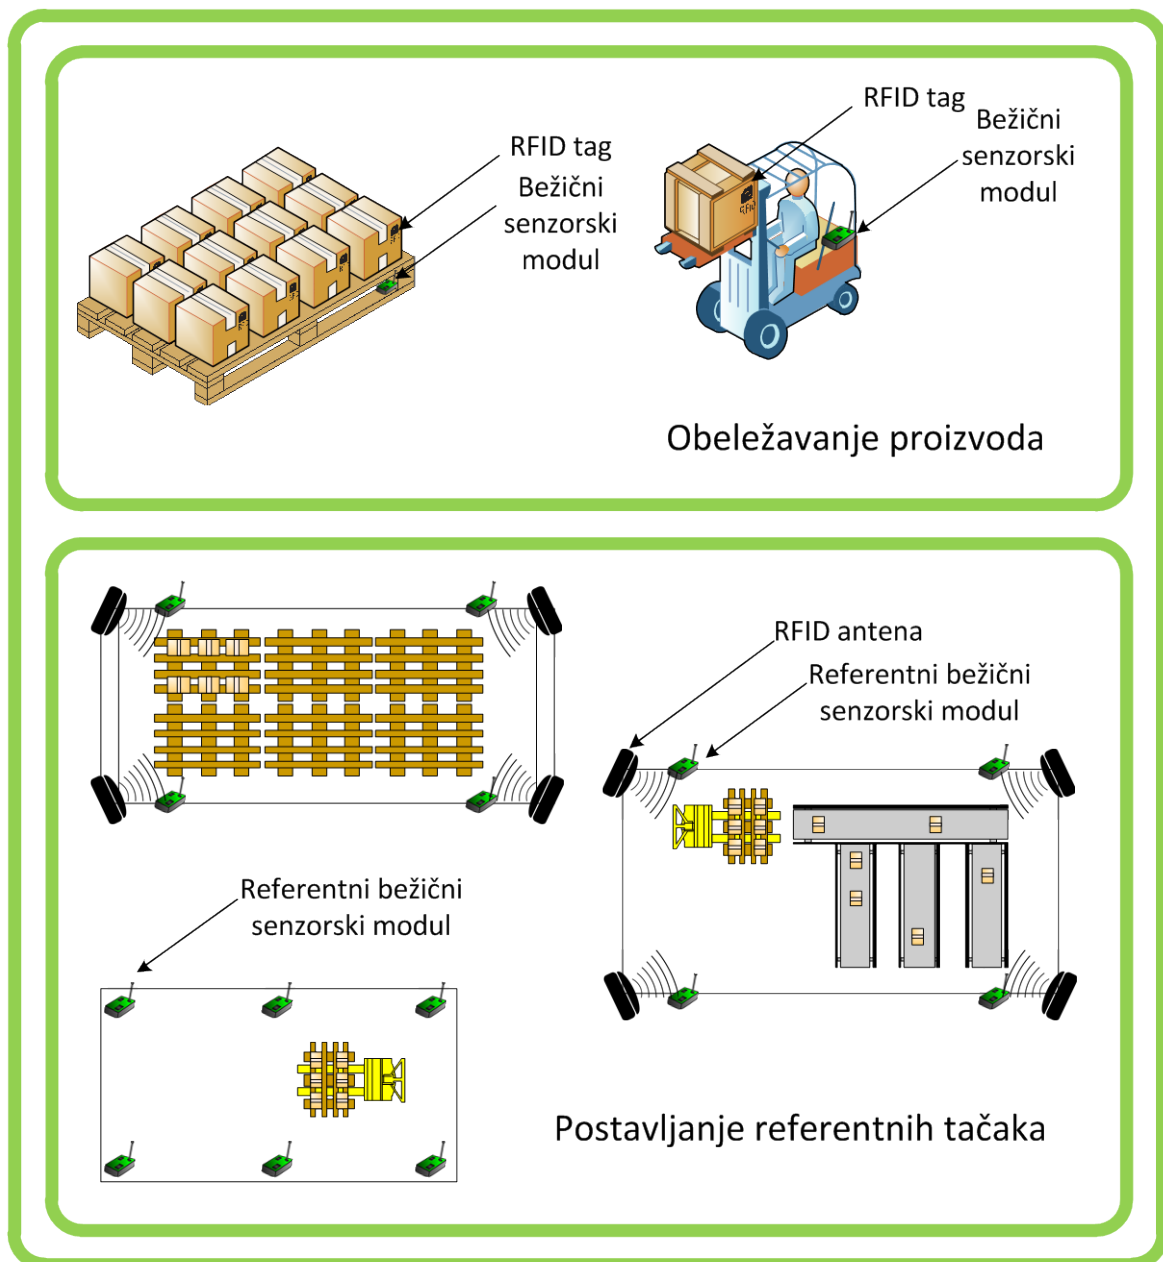 RFID tag
Bežični
senzorski
modul
RFID tag
Bežični
senzorski
modul
Obeležavanje proizvoda
RFID antena
Referentni bežični
senzorski modul
Referentni bežični
senzorski modul
Postavljanje referentnih tačaka